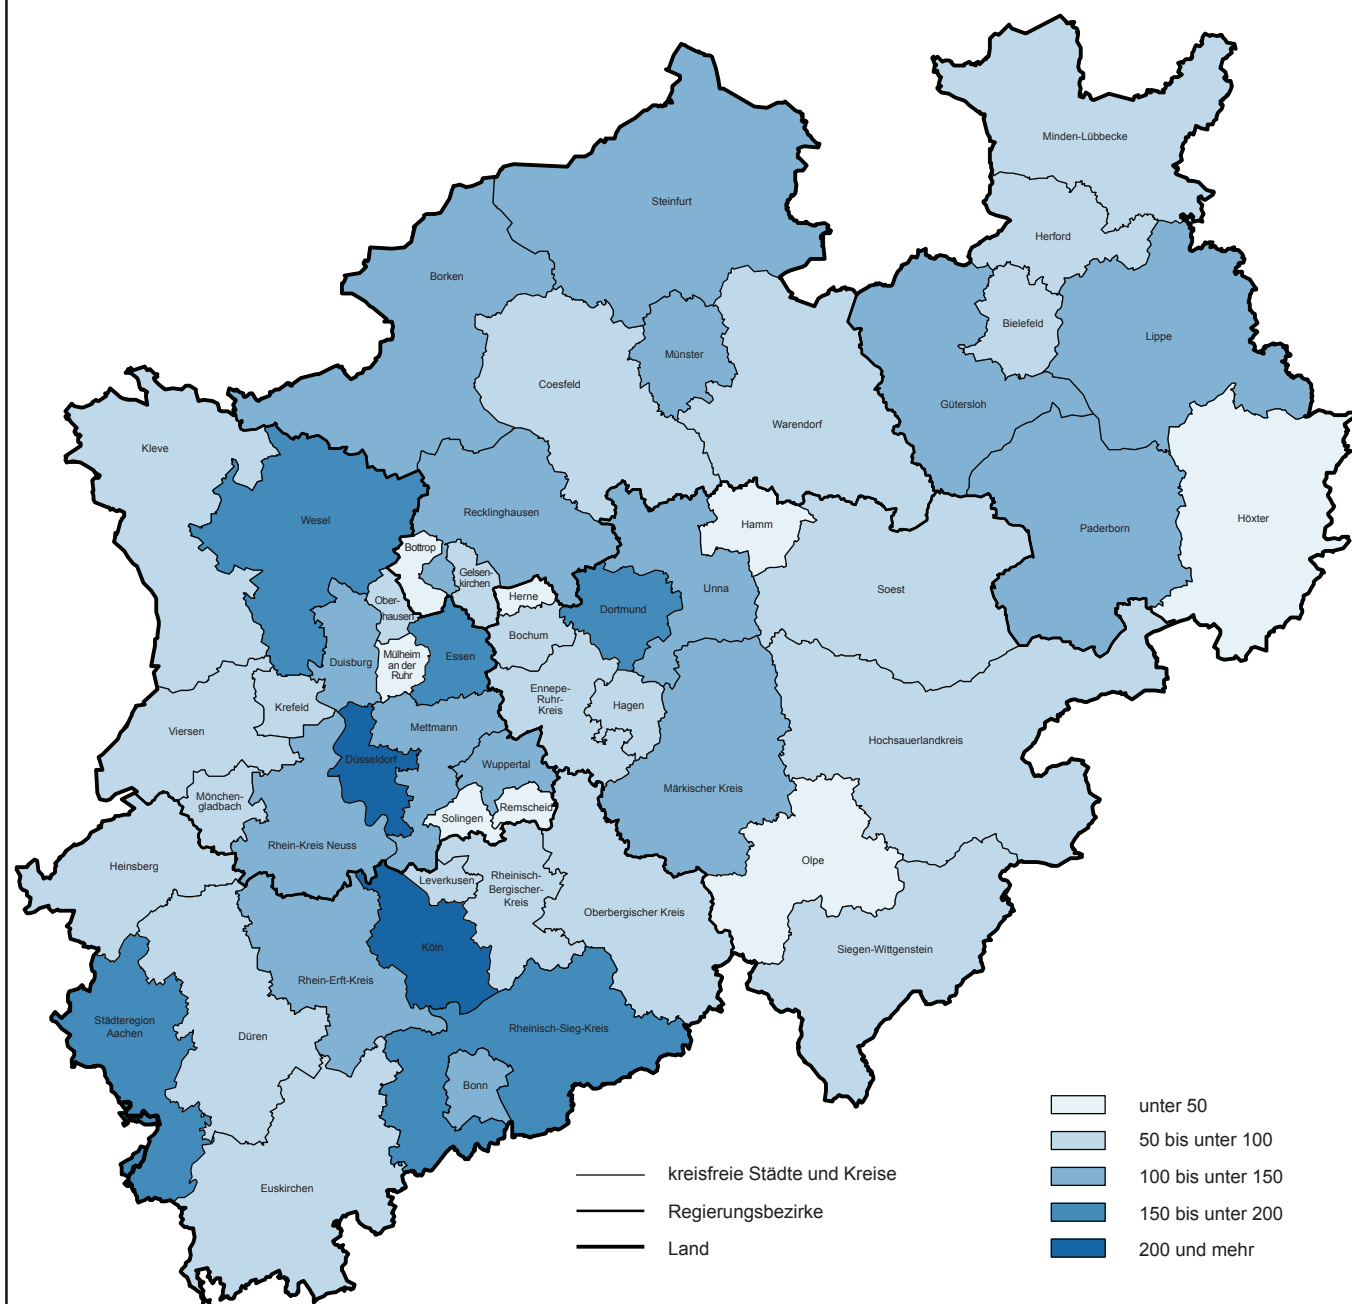 Minden-Lübbecke
Steinfurt
Herford
Borken
Bielefeld
Lippe
Münster
Coesfeld
Gütersloh
Warendorf
Kleve
Recklinghausen
Wesel
Hamm
Höxter
Paderborn
Bottrop
Gelsen-
kirchen
Unna
Soest
Herne
Ober-
hausen
Dortmund
Bochum
Mülheim
an der
Ruhr
Essen
Duisburg
Ennepe-
Ruhr-
Kreis
Hagen
Krefeld
Viersen
Mettmann
Hochsauerlandkreis
Düsseldorf
Wuppertal
Märkischer Kreis
Mönchen-
gladbach
Remscheid
Solingen
Rhein-Kreis Neuss
Olpe
Heinsberg
Leverkusen
Rheinisch-
Bergischer-
Kreis
Oberbergischer Kreis
Köln
Siegen-Wittgenstein
Rhein-Erft-Kreis
Städteregion
Aachen
Düren
Rheinisch-Sieg-Kreis
Bonn
Euskirchen
kreisfreie Städte und Kreise
Regierungsbezirke
Land
unter 50
50 bis unter 100
100 bis unter 150
150 bis unter 200
200 und mehr